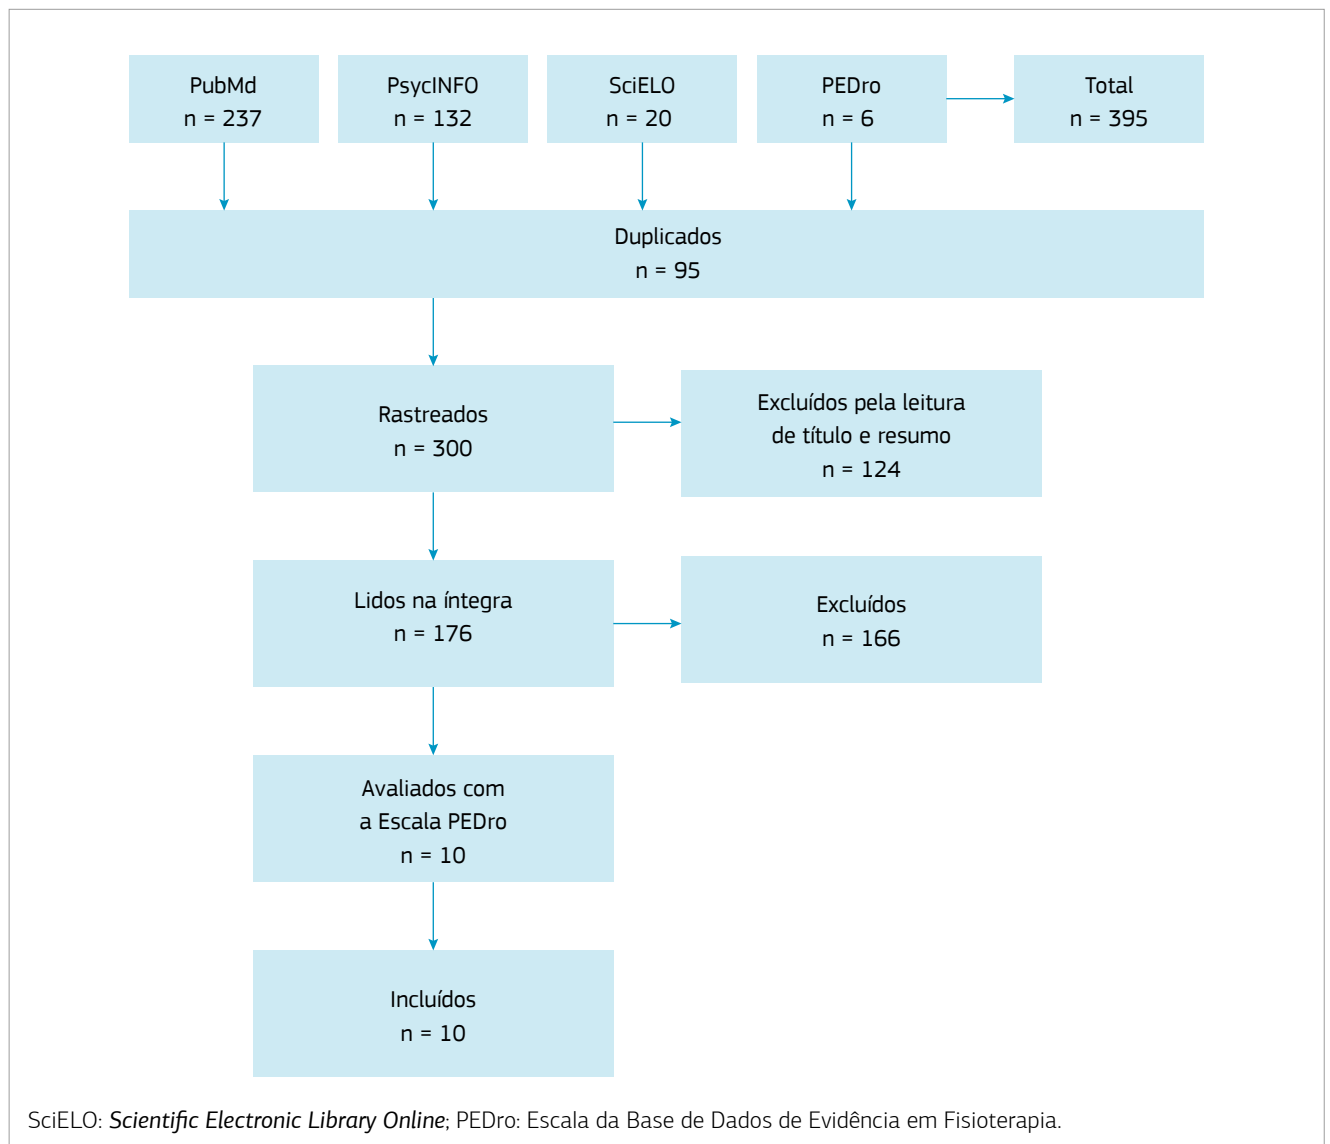 PubMd
n = 237
PsycINFO
n = 132
SciELO
n = 20
PEDro
n = 6
Total
n = 395
Duplicados
n = 95
Rastreados
n = 300
Excluídos pela leitura
de título e resumo
n = 124
Lidos na íntegra
n = 176
Excluídos
n = 166
Avaliados com
a Escala PEDro
n = 10
Incluídos
n = 10
SciELO: Scientific Electronic Library Online; PEDro: Escala da Base de Dados de Evidência em Fisioterapia.